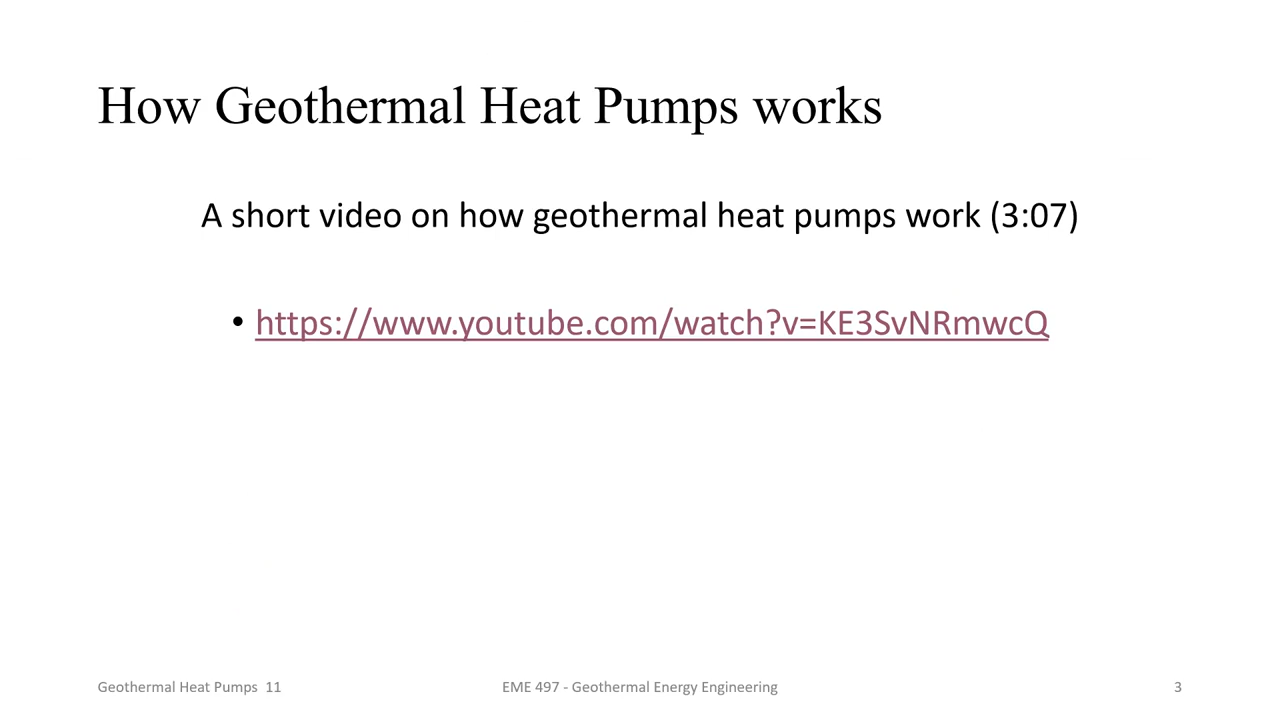 How Geothermal Heat Pumps works
A short video on how geothermal heat pumps work (3:07)
• https://www.youtube.com/watch?v=KE3SvNRmwcQ
Geothermal Heat Pumps 11
EME 497 - Geothermal Energy Engineering
3